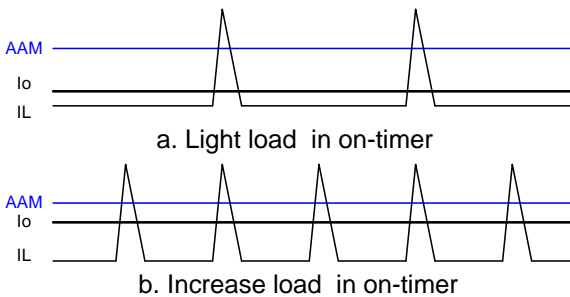 AAM
Io
IL
a. Light load in on-timer
AAM
Io
IL
b. Increase load in on-timer